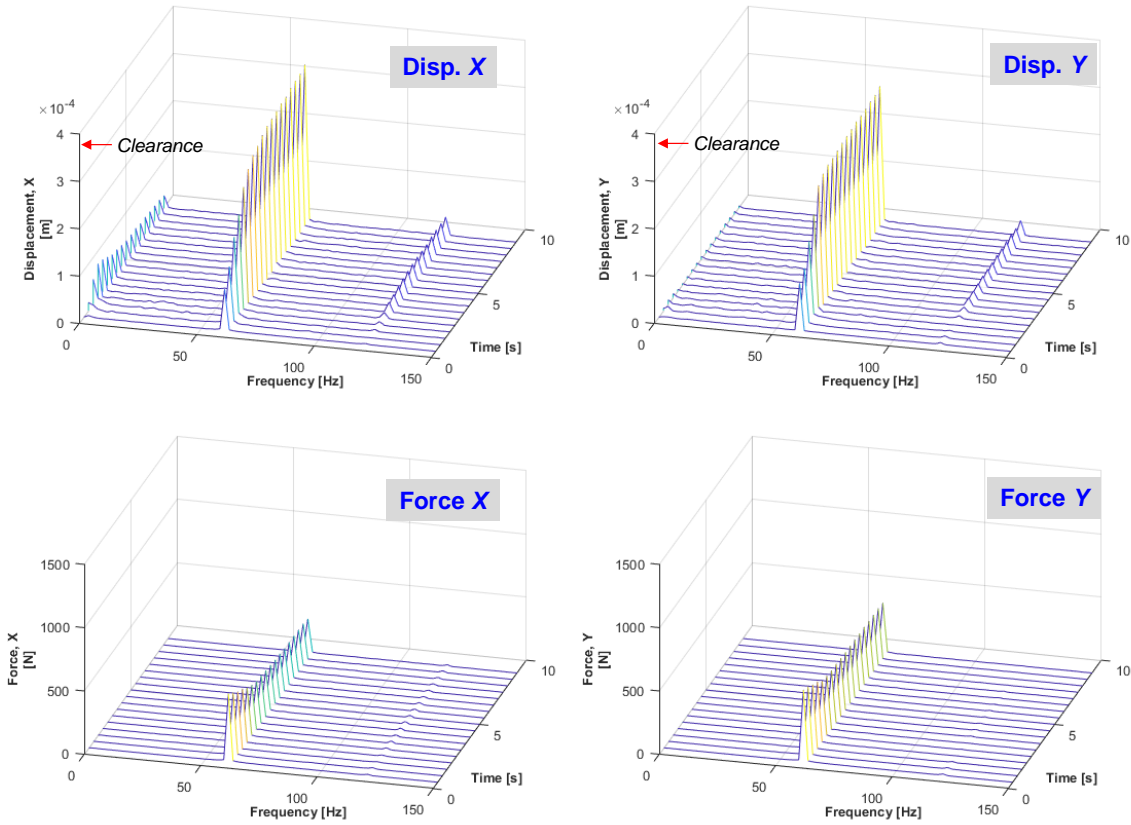 Disp. X
× 10⁻⁴
4
Clearance
3
2
1
0
Displacement, X
[m]
0
50
100
150
Frequency [Hz]
0
5
10
Time [s]
Disp. Y
× 10⁻⁴
4
Clearance
3
2
1
0
Displacement, Y
[m]
0
50
100
150
Frequency [Hz]
0
5
10
Time [s]
Force X
1500
1000
500
0
Force, X
[N]
0
50
100
150
Frequency [Hz]
0
5
10
Time [s]
Force Y
1500
1000
500
0
Force, Y
[N]
0
50
100
150
Frequency [Hz]
0
5
10
Time [s]